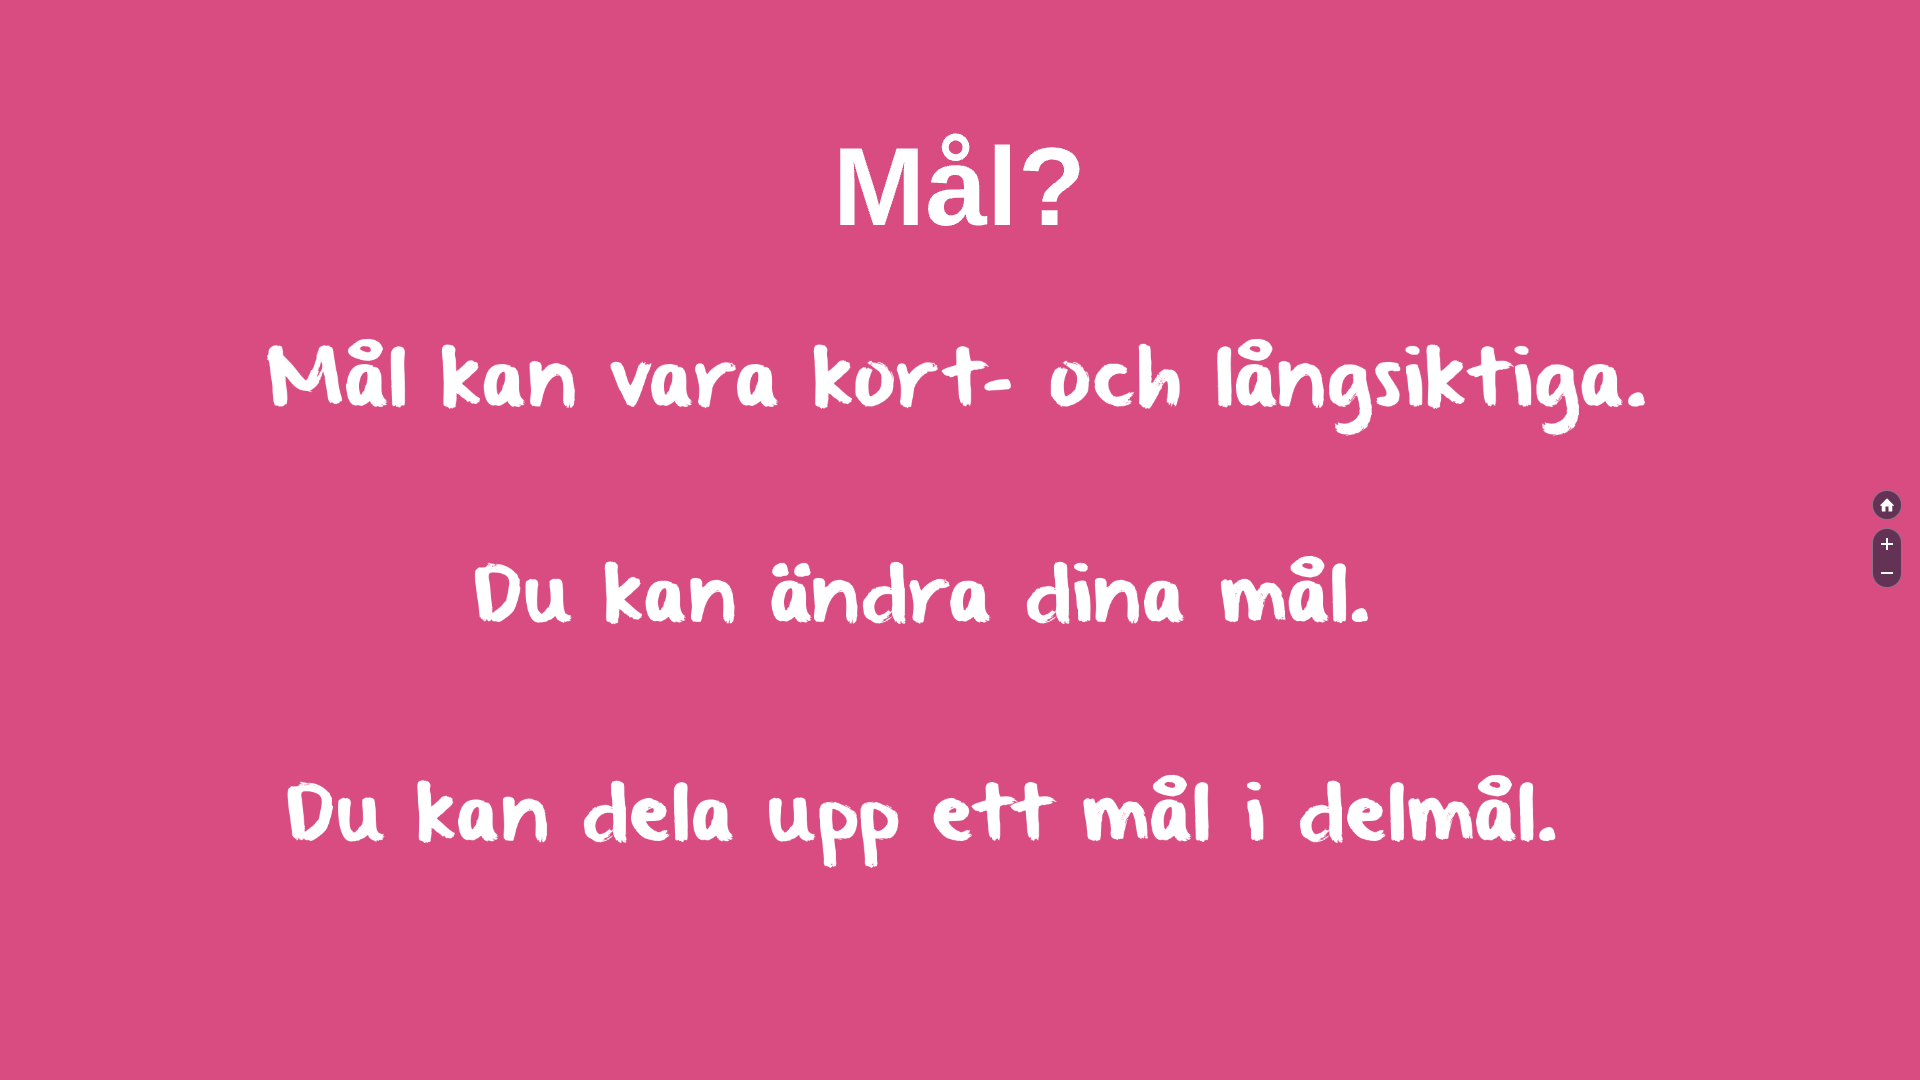 Mål?
Mål kan vara kort- och långsiktiga.
Du kan ändra dina mål.
Du kan dela upp ett mål i delmål.